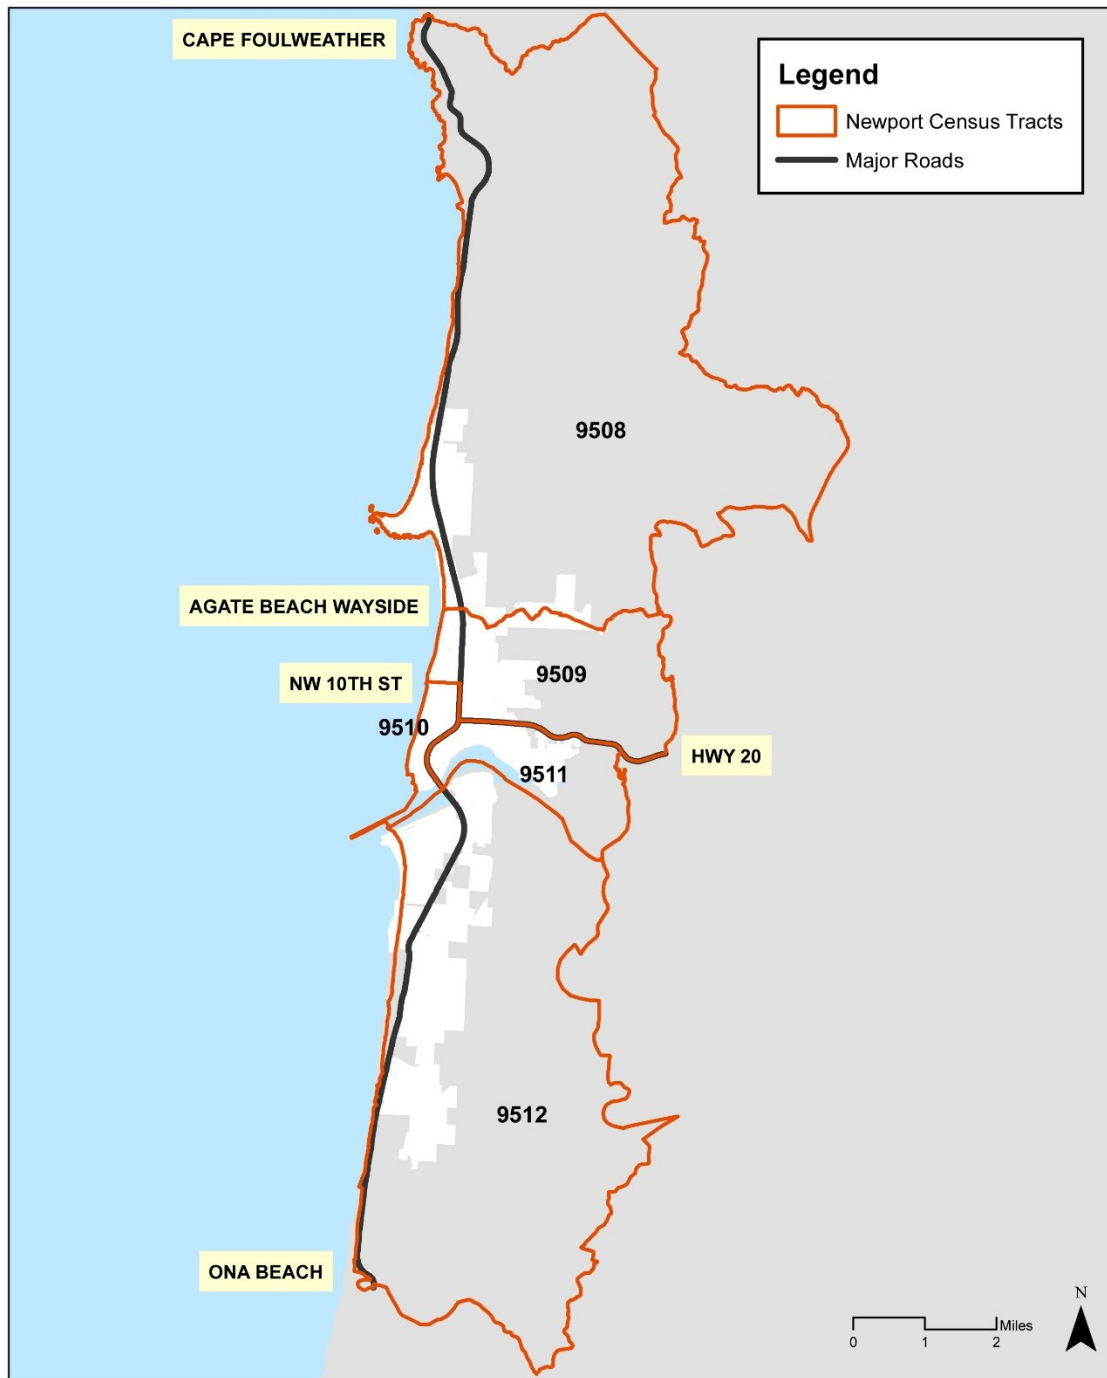 CAPE FOULWEATHER
Legend
Newport Census Tracts
Major Roads
9508
AGATE BEACH WAYSIDE
9509
NW 10TH ST
9510
HWY 20
9511
9512
ONA BEACH
N
Miles
0 1 2